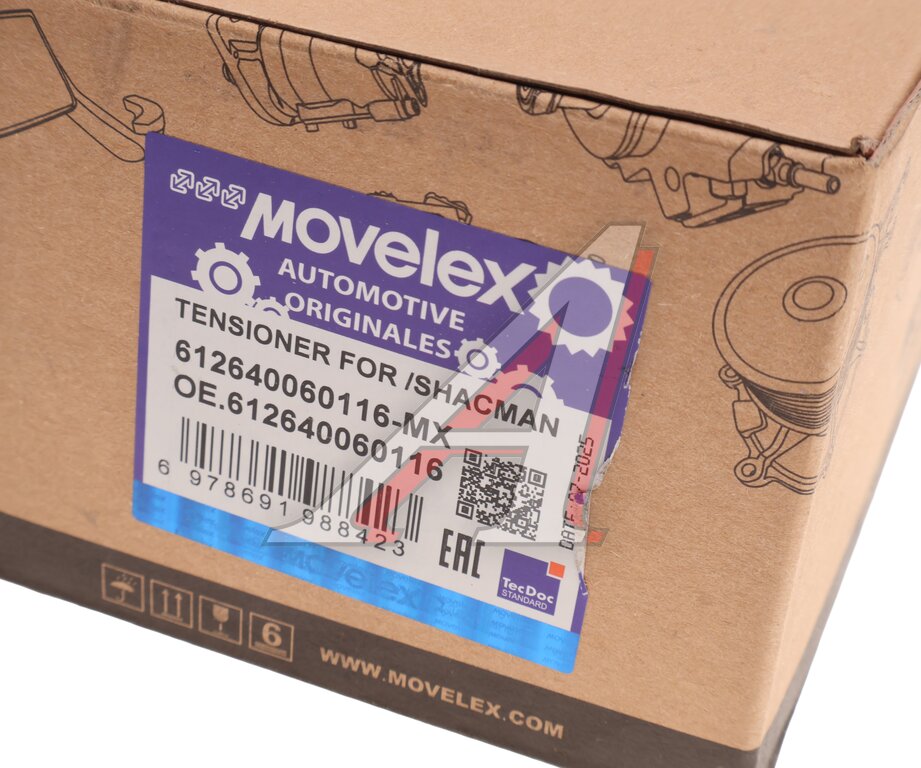 MOVELEX
AUTOMOTIVE
ORIGINALES
TENSIONER FOR /SHACMAN
612640060116-MX
OE.612640060116
6 978691 988423
EAC
TecDoc
STANDARD
MOVELEX
6
WWW.MOVELEX.COM